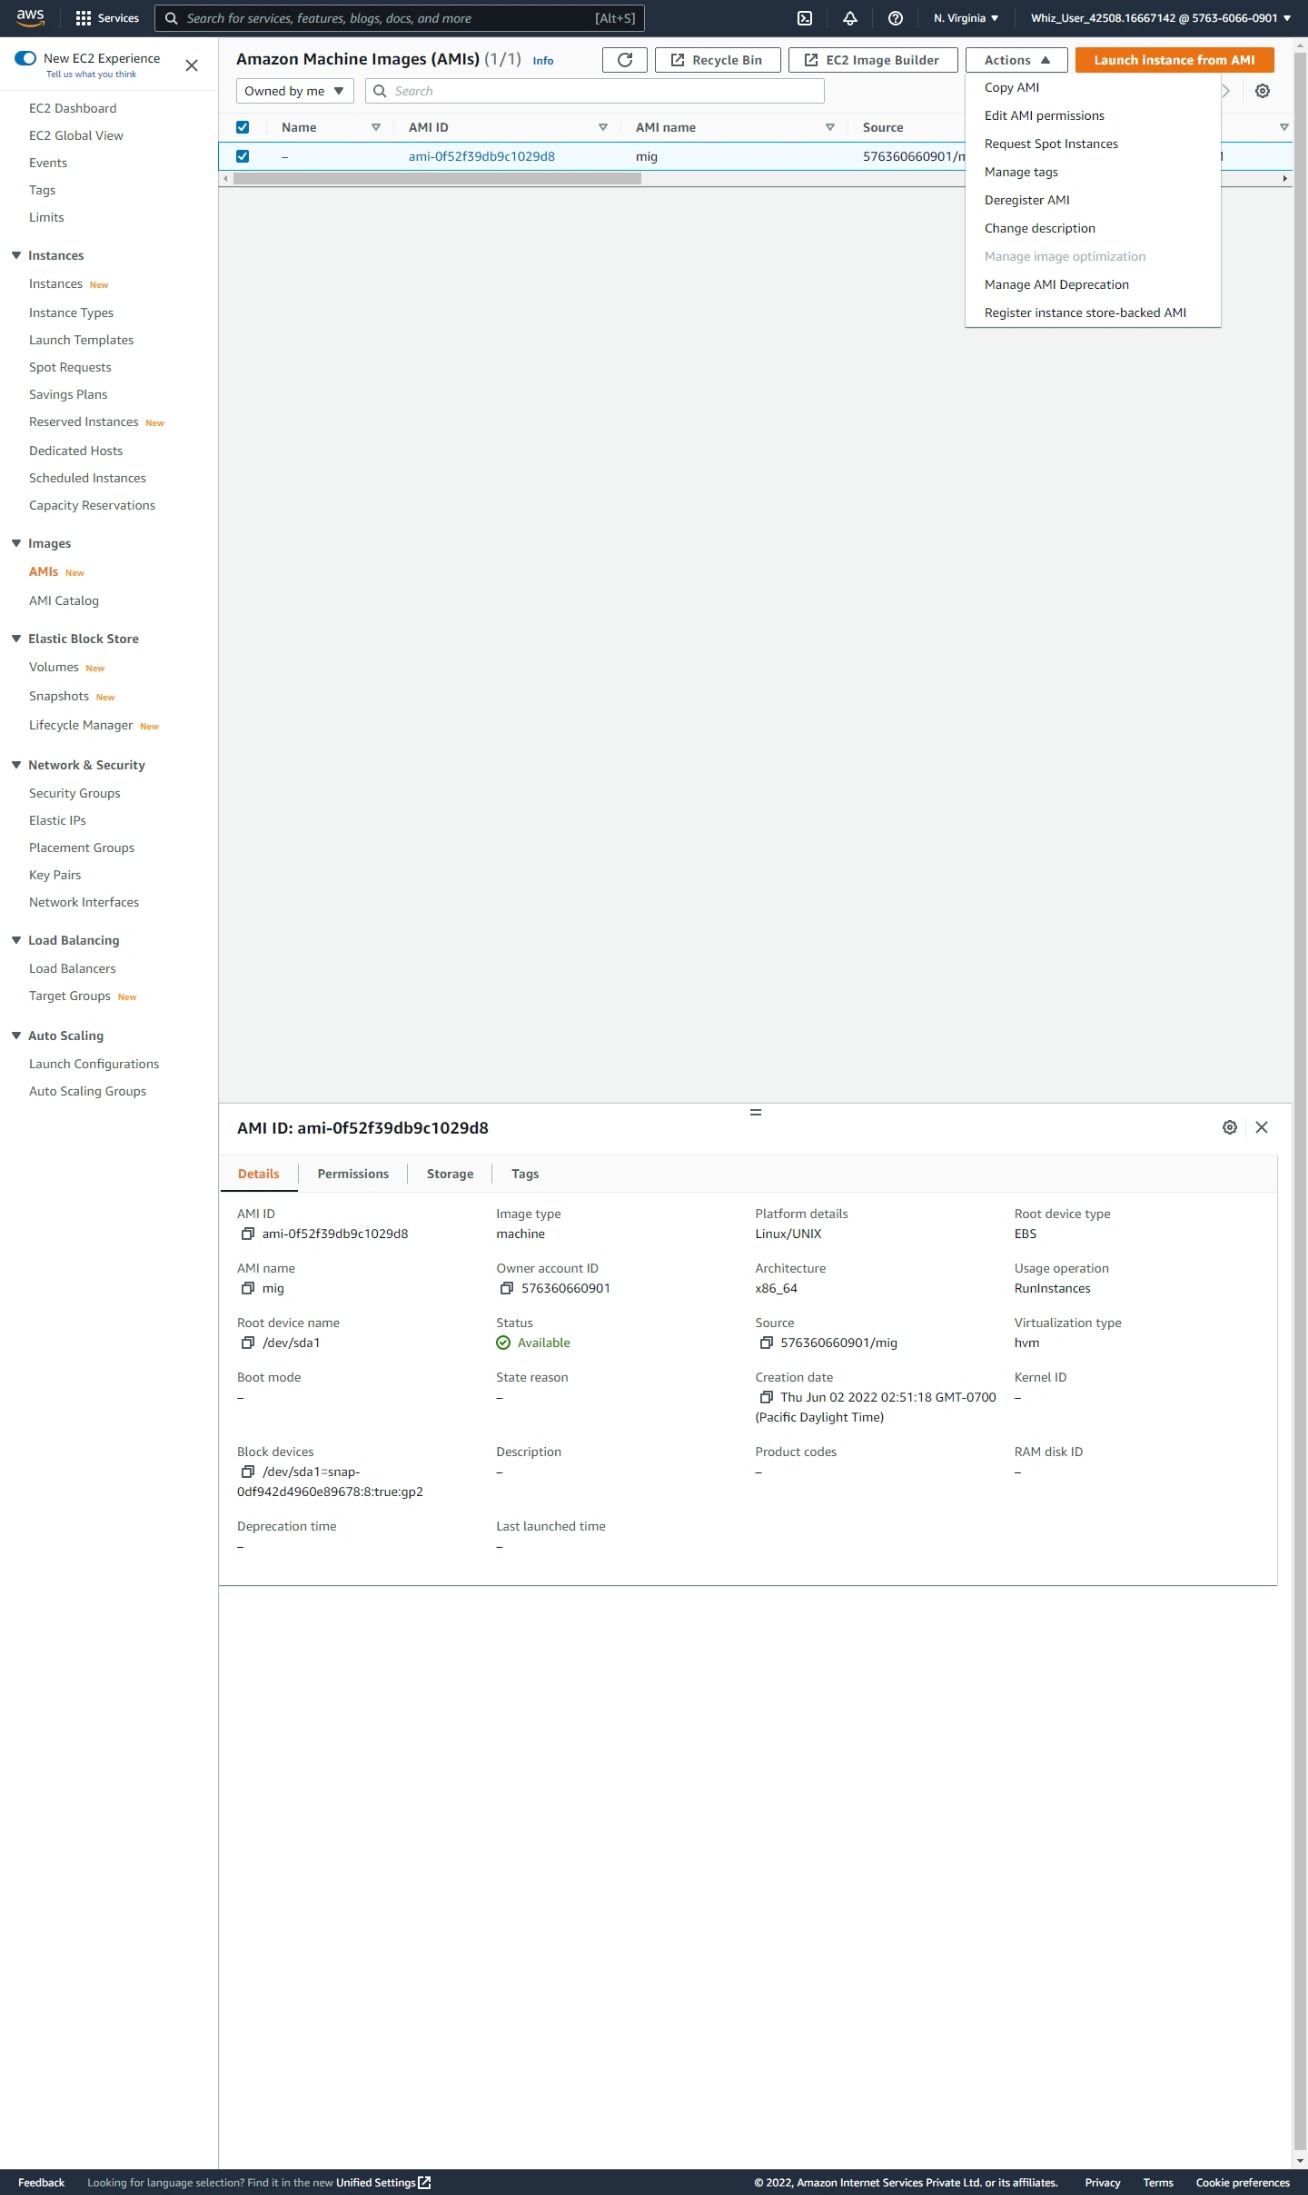 aws
Services
Search for services, features, blogs, docs, and more
[Alt+S]
N. Virginia
Whiz_User_42508.16667142 @ 5763-6066-0901
New EC2 Experience
Tell us what you think
EC2 Dashboard
EC2 Global View
Events
Tags
Limits
Instances
Instances New
Instance Types
Launch Templates
Spot Requests
Savings Plans
Reserved Instances New
Dedicated Hosts
Scheduled Instances
Capacity Reservations
Images
AMIs New
AMI Catalog
Elastic Block Store
Volumes New
Snapshots New
Lifecycle Manager New
Network & Security
Security Groups
Elastic IPs
Placement Groups
Key Pairs
Network Interfaces
Load Balancing
Load Balancers
Target Groups New
Auto Scaling
Launch Configurations
Auto Scaling Groups
Amazon Machine Images (AMIs) (1/1) Info
Recycle Bin
EC2 Image Builder
Actions
Launch instance from AMI
Owned by me
Search
Name
AMI ID
AMI name
Source
–
ami-0f52f39db9c1029d8
mig
576360660901/m
Copy AMI
Edit AMI permissions
Request Spot Instances
Manage tags
Deregister AMI
Change description
Manage image optimization
Manage AMI Deprecation
Register instance store-backed AMI
AMI ID: ami-0f52f39db9c1029d8
Details
Permissions
Storage
Tags
AMI ID
ami-0f52f39db9c1029d8
Image type
machine
Platform details
Linux/UNIX
Root device type
EBS
AMI name
mig
Owner account ID
576360660901
Architecture
x86_64
Usage operation
RunInstances
Root device name
/dev/sda1
Status
Available
Source
576360660901/mig
Virtualization type
hvm
Boot mode
–
State reason
–
Creation date
Thu Jun 02 2022 02:51:18 GMT-0700
(Pacific Daylight Time)
Kernel ID
–
Block devices
/dev/sda1=snap-
0df942d4960e89678:8:true:gp2
Description
–
Product codes
–
RAM disk ID
–
Deprecation time
–
Last launched time
–
Feedback
Looking for language selection? Find it in the new Unified Settings
© 2022, Amazon Internet Services Private Ltd. or its affiliates.
Privacy
Terms
Cookie preferences